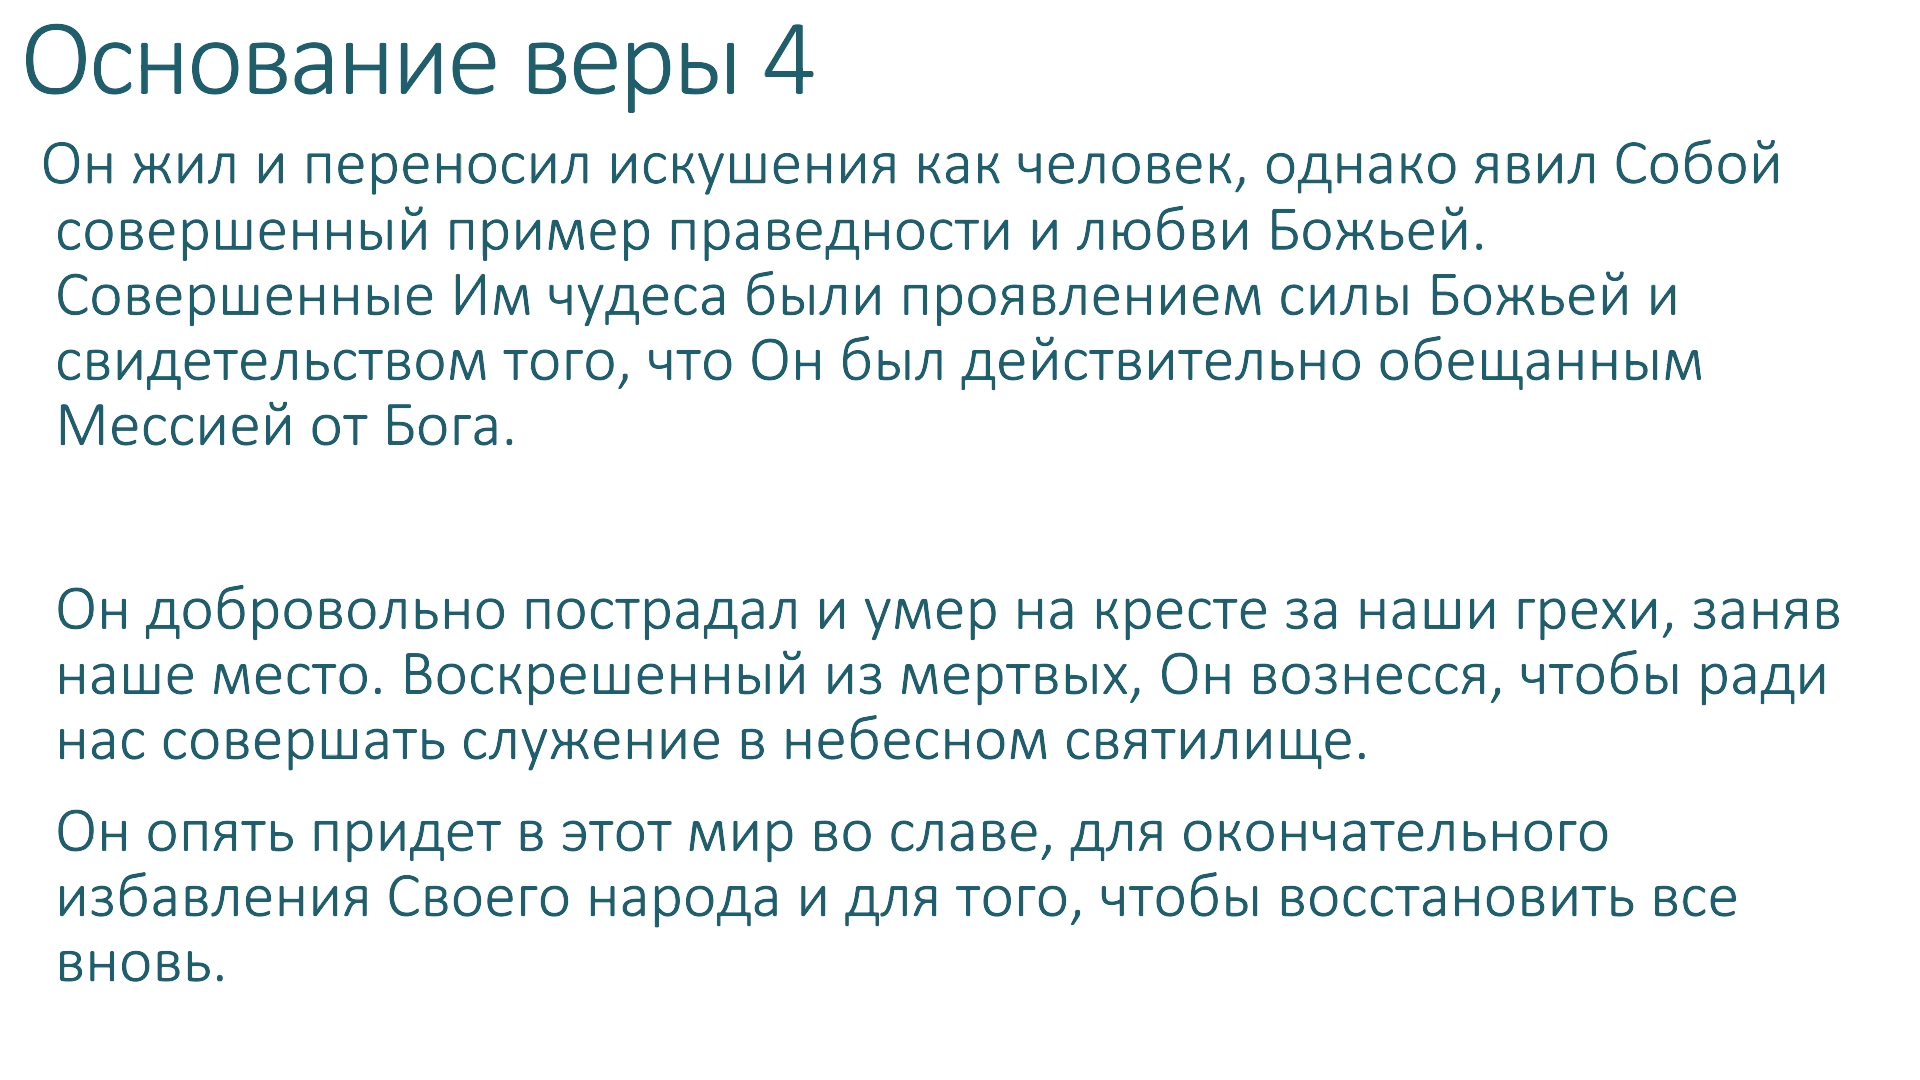 Основание веры 4
Он жил и переносил искушения как человек, однако явил Собой
совершенный пример праведности и любви Божьей.
Совершенные Им чудеса были проявлением силы Божьей и
свидетельством того, что Он был действительно обещанным
Мессией от Бога.
Он добровольно пострадал и умер на кресте за наши грехи, заняв
наше место. Воскрешенный из мертвых, Он вознесся, чтобы ради
нас совершать служение в небесном святилище.
Он опять придет в этот мир во славе, для окончательного
избавления Своего народа и для того, чтобы восстановить все
вновь.